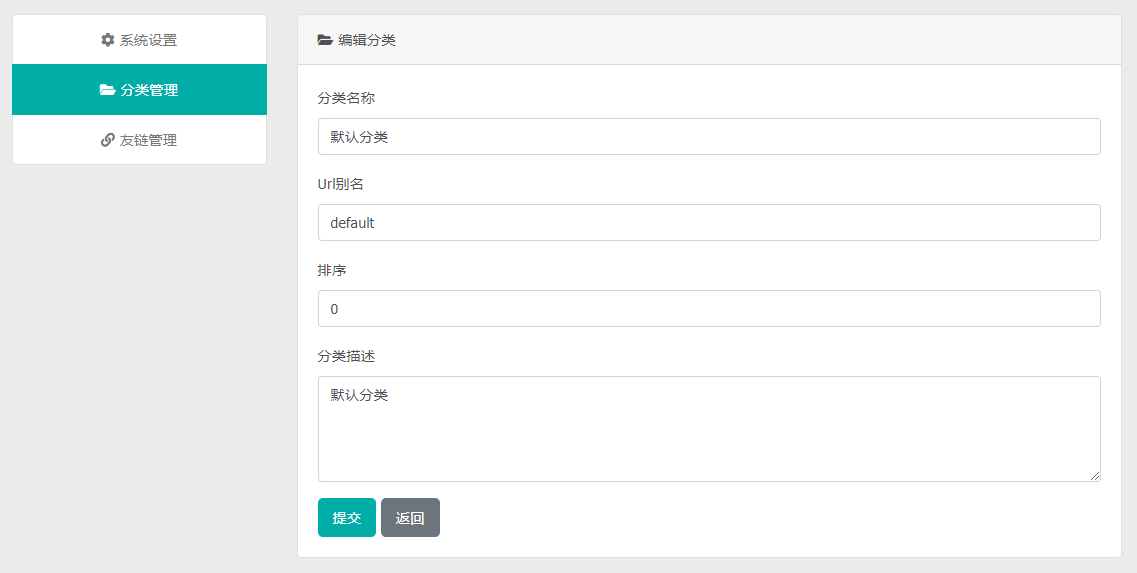 系统设置
分类管理
友链管理
编辑分类
分类名称
默认分类
Url别名
default
排序
0
分类描述
默认分类
提交 返回